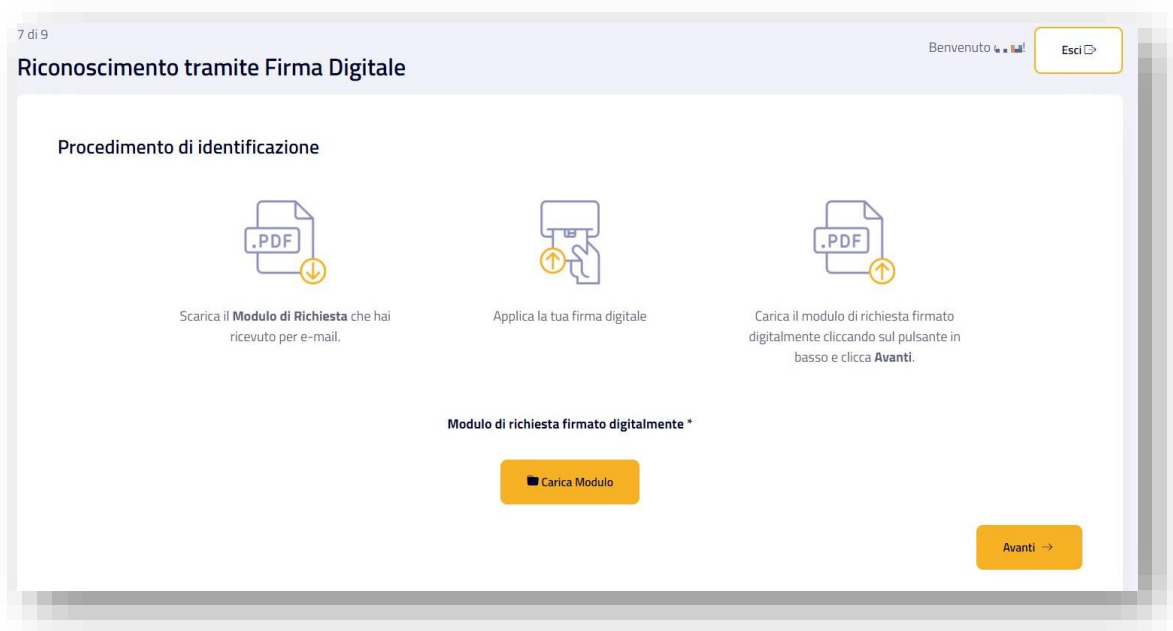 7 di 9
Benvenuto !
Esci
Riconoscimento tramite Firma Digitale
Procedimento di identificazione
.PDF
.PDF
Scarica il Modulo di Richiesta che hai
ricevuto per e-mail.
Applica la tua firma digitale
Carica il modulo di richiesta firmato
digitalmente cliccando sul pulsante in
basso e clicca Avanti.
Modulo di richiesta firmato digitalmente *
Carica Modulo
Avanti →